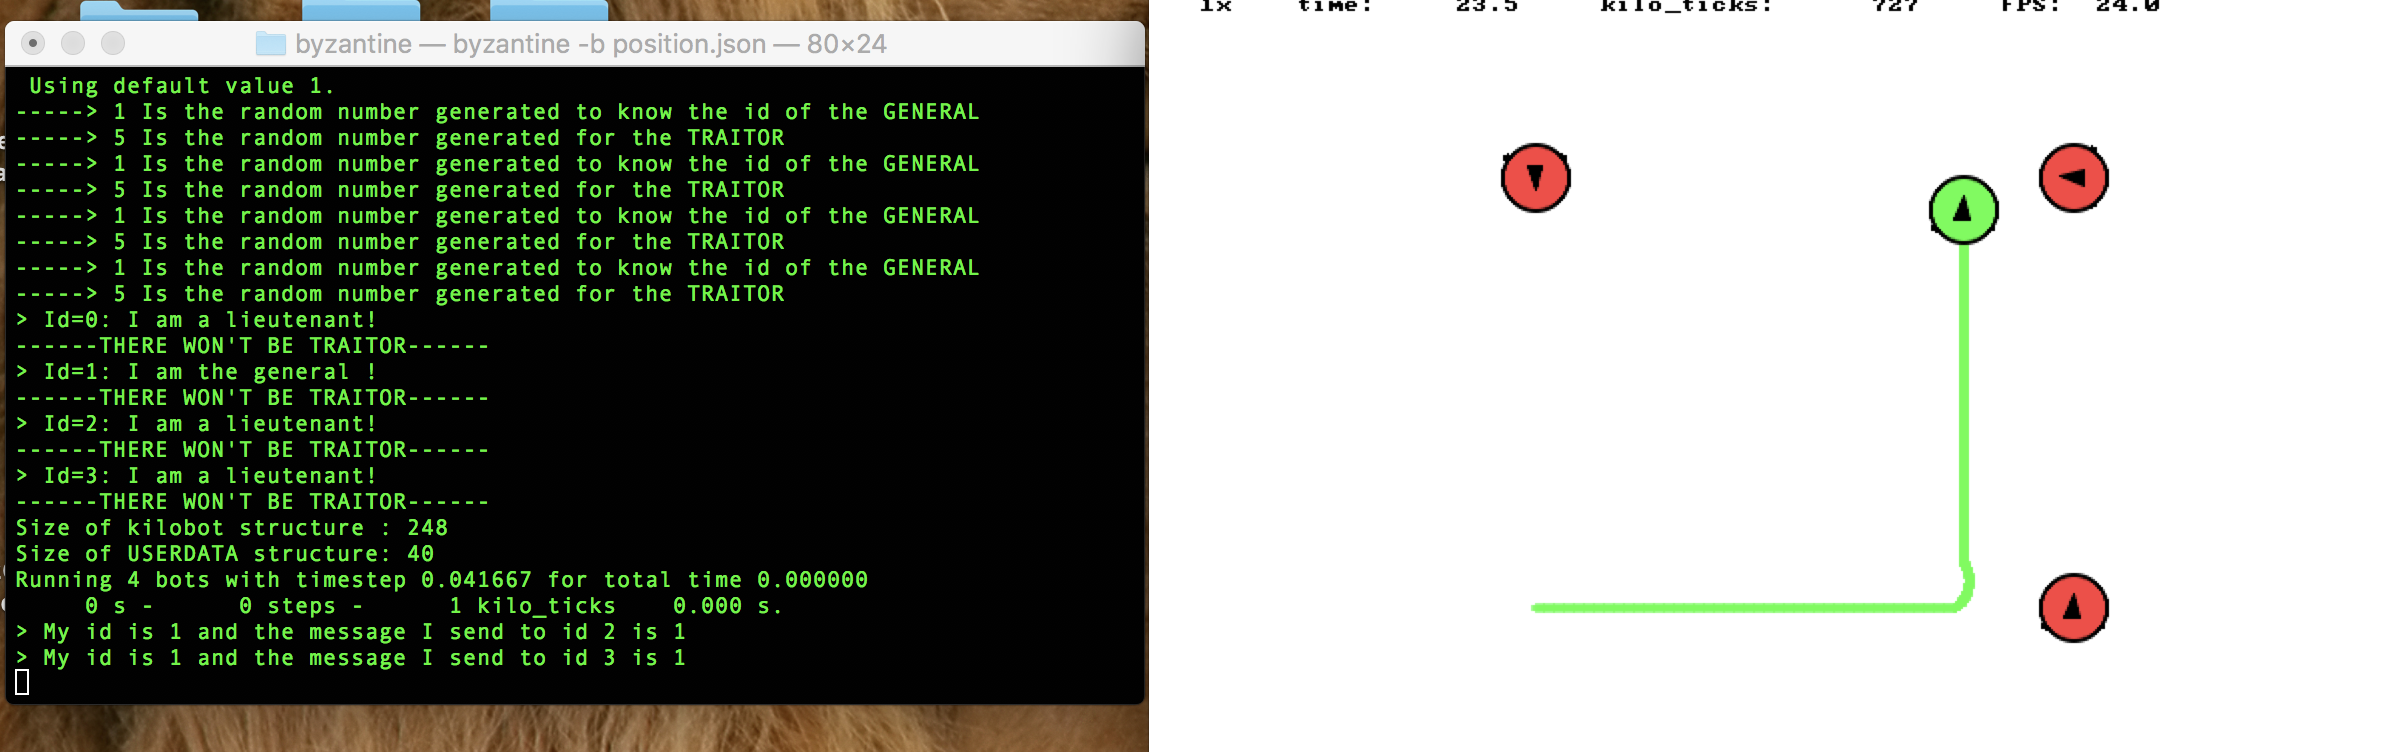 byzantine — byzantine -b position.json — 80×24
 Using default value 1.
-----> 1 Is the random number generated to know the id of the GENERAL
-----> 5 Is the random number generated for the TRAITOR
-----> 1 Is the random number generated to know the id of the GENERAL
-----> 5 Is the random number generated for the TRAITOR
-----> 1 Is the random number generated to know the id of the GENERAL
-----> 5 Is the random number generated for the TRAITOR
-----> 1 Is the random number generated to know the id of the GENERAL
-----> 5 Is the random number generated for the TRAITOR
> Id=0: I am a lieutenant!
------THERE WON'T BE TRAITOR------
> Id=1: I am the general !
------THERE WON'T BE TRAITOR------
> Id=2: I am a lieutenant!
------THERE WON'T BE TRAITOR------
> Id=3: I am a lieutenant!
------THERE WON'T BE TRAITOR------
Size of kilobot structure : 248
Size of USERDATA structure: 40
Running 4 bots with timestep 0.041667 for total time 0.000000
     0 s -      0 steps -      1 kilo_ticks    0.000 s.
> My id is 1 and the message I send to id 2 is 1
> My id is 1 and the message I send to id 3 is 1
1x time: 23.5 kilo_ticks: 727 FPS: 24.0